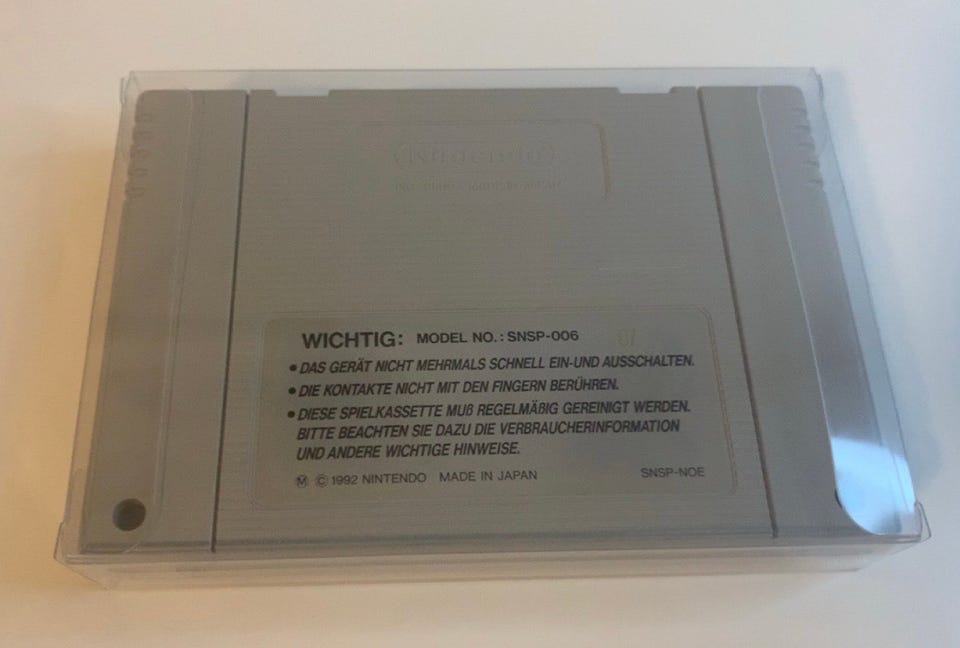 Nintendo
WICHTIG: MODEL NO.: SNSP-006 07
• DAS GERÄT NICHT MEHRMALS SCHNELL EIN-UND AUSSCHALTEN.
• DIE KONTAKTE NICHT MIT DEN FINGERN BERÜHREN.
• DIESE SPIELKASSETTE MUß REGELMÄßIG GEREINIGT WERDEN.
BITTE BEACHTEN SIE DAZU DIE VERBRAUCHERINFORMATION
UND ANDERE WICHTIGE HINWEISE.
Ⓜ © 1992 NINTENDO MADE IN JAPAN SNSP-NOE